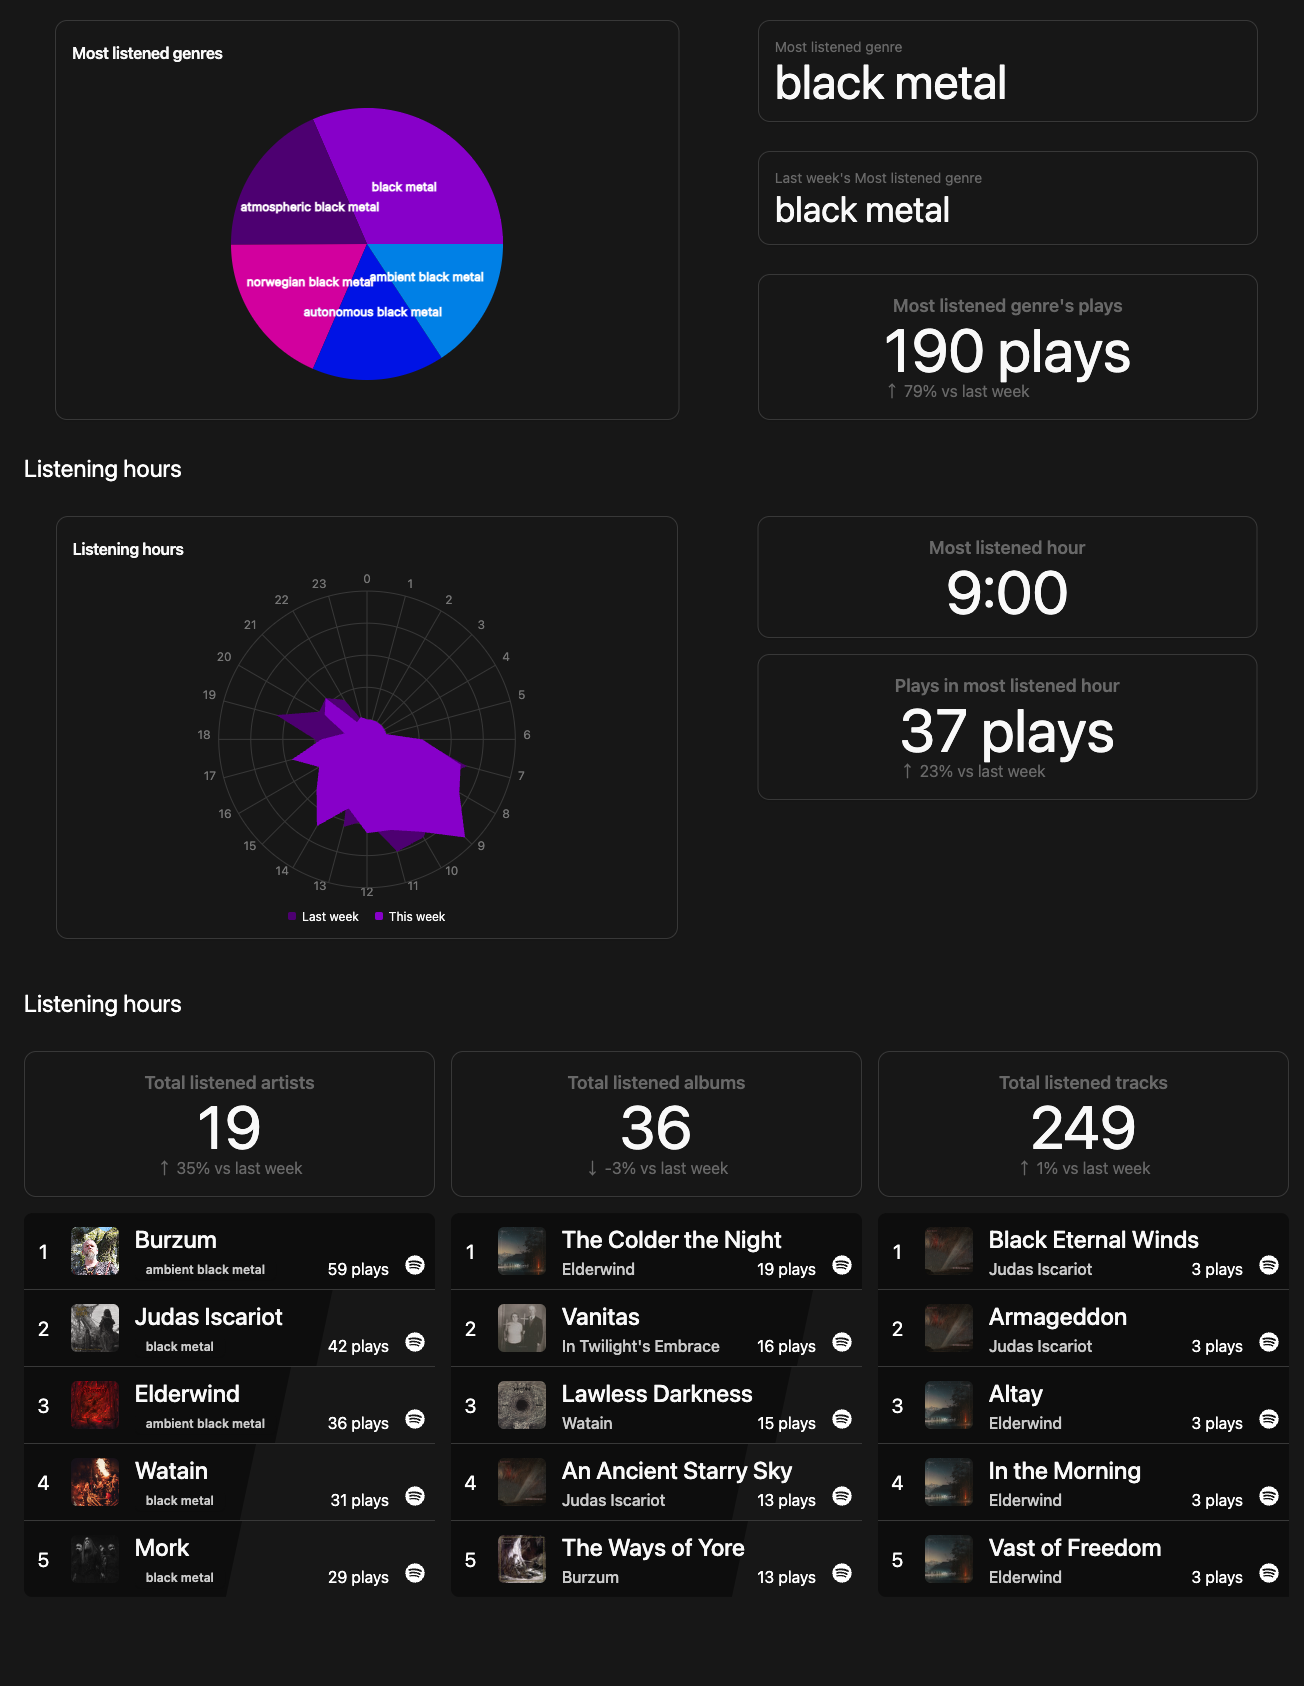 Most listened genres
black metal
atmospheric black metal
norwegian black metal
ambient black metal
autonomous black metal
Most listened genre
black metal
Last week's Most listened genre
black metal
Most listened genre's plays
190 plays
↑ 79% vs last week
Listening hours
Listening hours
0
1
2
3
4
5
6
7
8
9
10
11
12
13
14
15
16
17
18
19
20
21
22
23
Last week
This week
Most listened hour
9:00
Plays in most listened hour
37 plays
↑ 23% vs last week
Listening hours
Total listened artists
19
↑ 35% vs last week
1
Burzum
ambient black metal
59 plays
2
Judas Iscariot
black metal
42 plays
3
Elderwind
ambient black metal
36 plays
4
Watain
black metal
31 plays
5
Mork
black metal
29 plays
Total listened albums
36
↓ -3% vs last week
1
The Colder the Night
Elderwind
19 plays
2
Vanitas
In Twilight's Embrace
16 plays
3
Lawless Darkness
Watain
15 plays
4
An Ancient Starry Sky
Judas Iscariot
13 plays
5
The Ways of Yore
Burzum
13 plays
Total listened tracks
249
↑ 1% vs last week
1
Black Eternal Winds
Judas Iscariot
3 plays
2
Armageddon
Judas Iscariot
3 plays
3
Altay
Elderwind
3 plays
4
In the Morning
Elderwind
3 plays
5
Vast of Freedom
Elderwind
3 plays